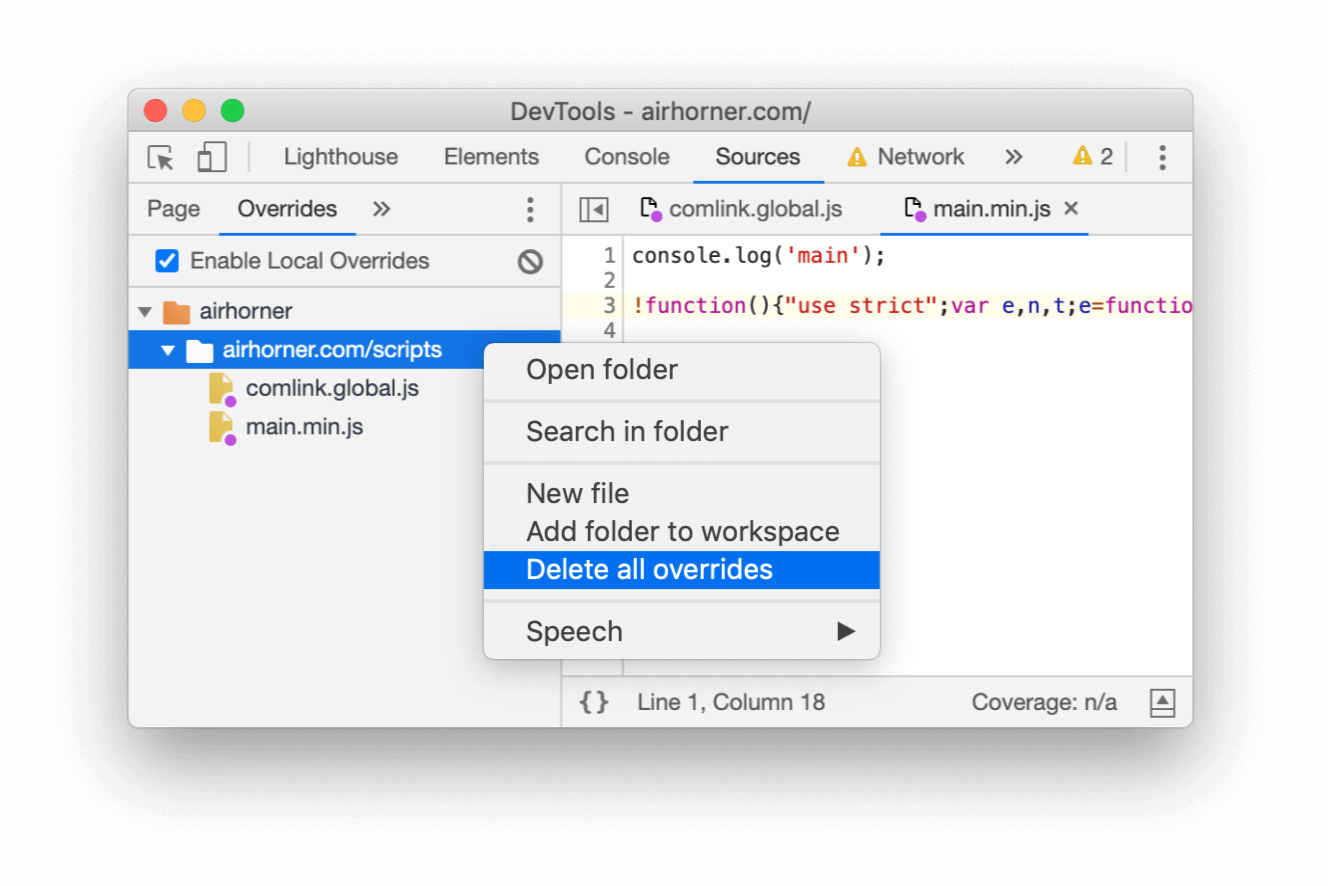 DevTools - airhorner.com/
Lighthouse Elements Console Sources Network » 2
Page Overrides » comlink.global.js main.min.js ×
Enable Local Overrides
airhorner
airhorner.com/scripts
comlink.global.js
main.min.js
1 console.log('main');
2
3 !function(){"use strict";var e,n,t;e=functio
4
Open folder
Search in folder
New file
Add folder to workspace
Delete all overrides
Speech
{} Line 1, Column 18 Coverage: n/a